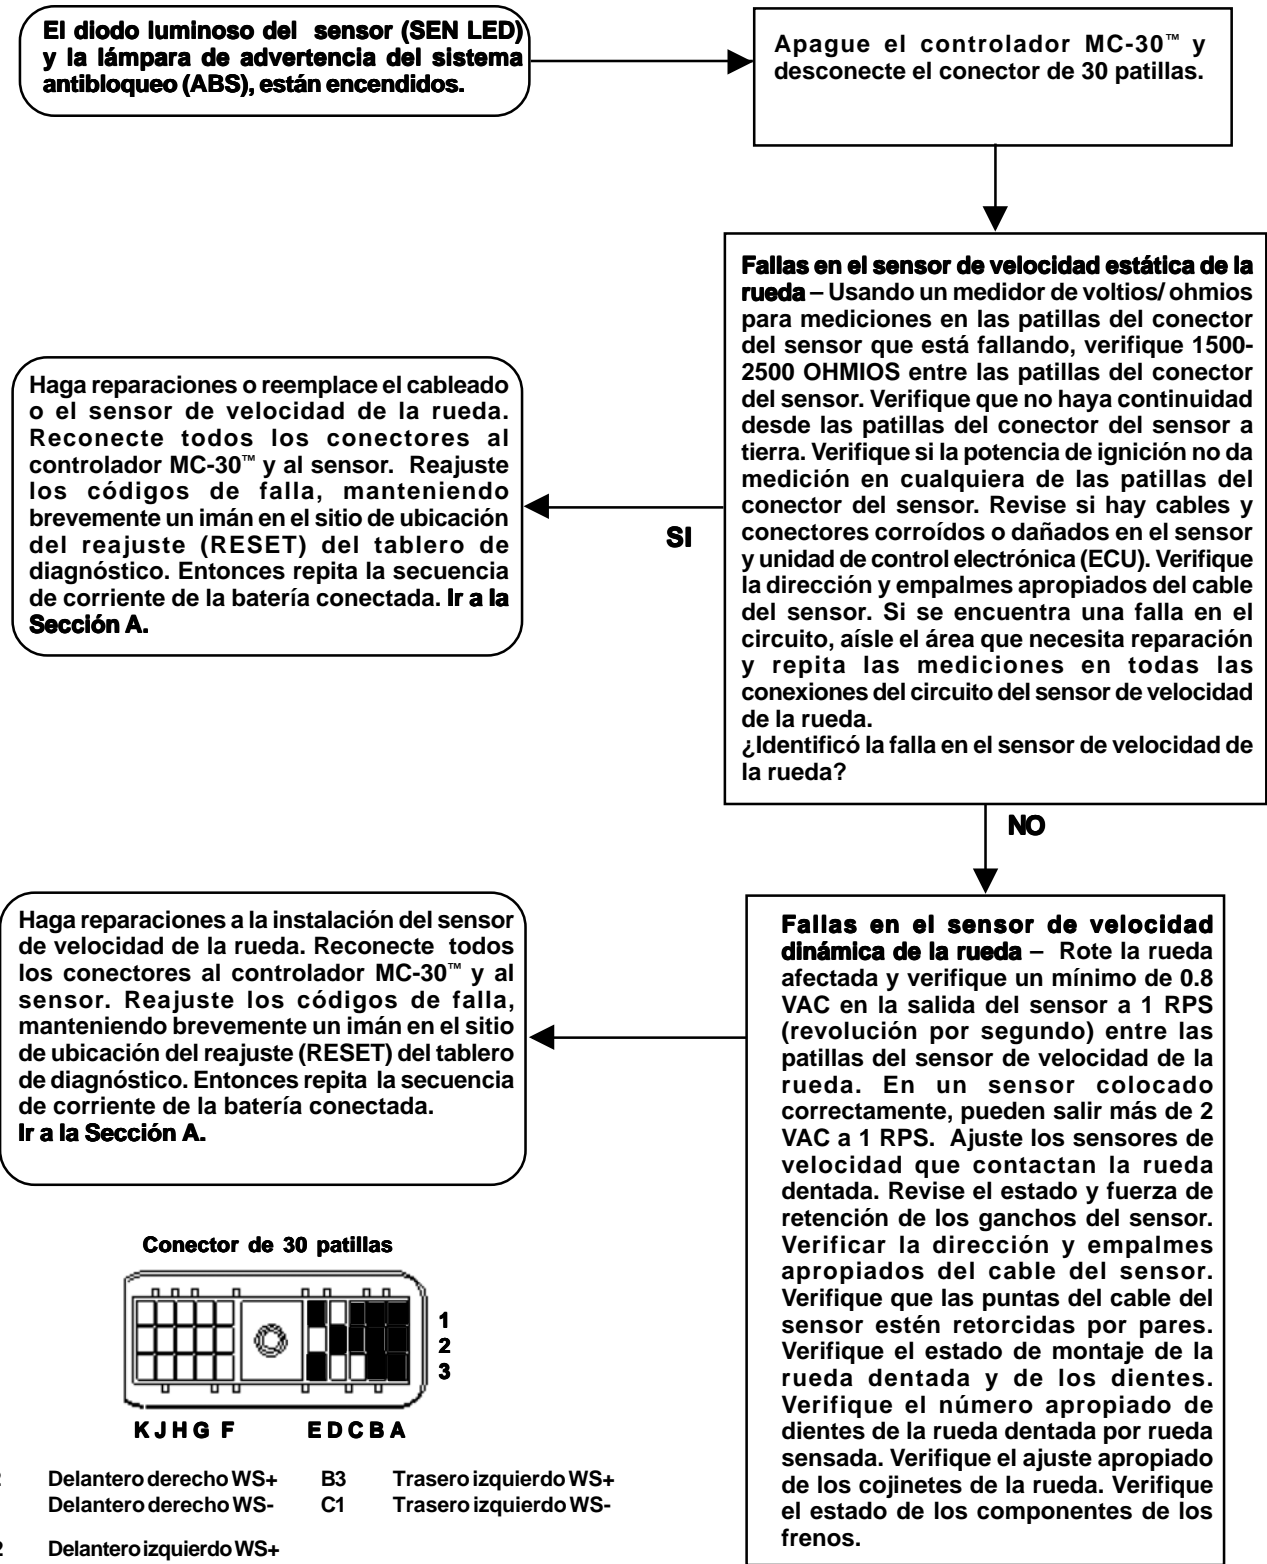 El diodo luminoso del sensor (SEN LED)
y la lámpara de advertencia del sistema
antibloqueo (ABS), están encendidos.
Apague el controlador MC-30™ y
desconecte el conector de 30 patillas.
Fallas en el sensor de velocidad estática de la
rueda – Usando un medidor de voltios/ ohmios
para mediciones en las patillas del conector
del sensor que está fallando, verifique 1500-
2500 OHMIOS entre las patillas del conector
del sensor. Verifique que no haya continuidad
desde las patillas del conector del sensor a
tierra. Verifique si la potencia de ignición no da
medición en cualquiera de las patillas del
conector del sensor. Revise si hay cables y
conectores corroídos o dañados en el sensor
y unidad de control electrónica (ECU). Verifique
la dirección y empalmes apropiados del cable
del sensor. Si se encuentra una falla en el
circuito, aísle el área que necesita reparación
y repita las mediciones en todas las
conexiones del circuito del sensor de velocidad
de la rueda.
¿Identificó la falla en el sensor de velocidad de
la rueda?
SI
Haga reparaciones o reemplace el cableado
o el sensor de velocidad de la rueda.
Reconecte todos los conectores al
controlador MC-30™ y al sensor. Reajuste
los códigos de falla, manteniendo
brevemente un imán en el sitio de ubicación
del reajuste (RESET) del tablero de
diagnóstico. Entonces repita la secuencia
de corriente de la batería conectada. Ir a la
Sección A.
NO
Fallas en el sensor de velocidad
dinámica de la rueda – Rote la rueda
afectada y verifique un mínimo de 0.8
VAC en la salida del sensor a 1 RPS
(revolución por segundo) entre las
patillas del sensor de velocidad de la
rueda. En un sensor colocado
correctamente, pueden salir más de 2
VAC a 1 RPS. Ajuste los sensores de
velocidad que contactan la rueda
dentada. Revise el estado y fuerza de
retención de los ganchos del sensor.
Verificar la dirección y empalmes
apropiados del cable del sensor.
Verifique que las puntas del cable del
sensor estén retorcidas por pares.
Verifique el estado de montaje de la
rueda dentada y de los dientes.
Verifique el número apropiado de
dientes de la rueda dentada por rueda
sensada. Verifique el ajuste apropiado
de los cojinetes de la rueda. Verifique
el estado de los componentes de los
frenos.
Haga reparaciones a la instalación del sensor
de velocidad de la rueda. Reconecte todos
los conectores al controlador MC-30™ y al
sensor. Reajuste los códigos de falla,
manteniendo brevemente un imán en el sitio
de ubicación del reajuste (RESET) del tablero
de diagnóstico. Entonces repita la secuencia
de corriente de la batería conectada.
Ir a la Sección A.
Conector de 30 patillas
1
2
3
K J H G F E D C B A
Delantero derecho WS+ B3 Trasero izquierdo WS+
Delantero derecho WS- C1 Trasero izquierdo WS-
2 Delantero izquierdo WS+